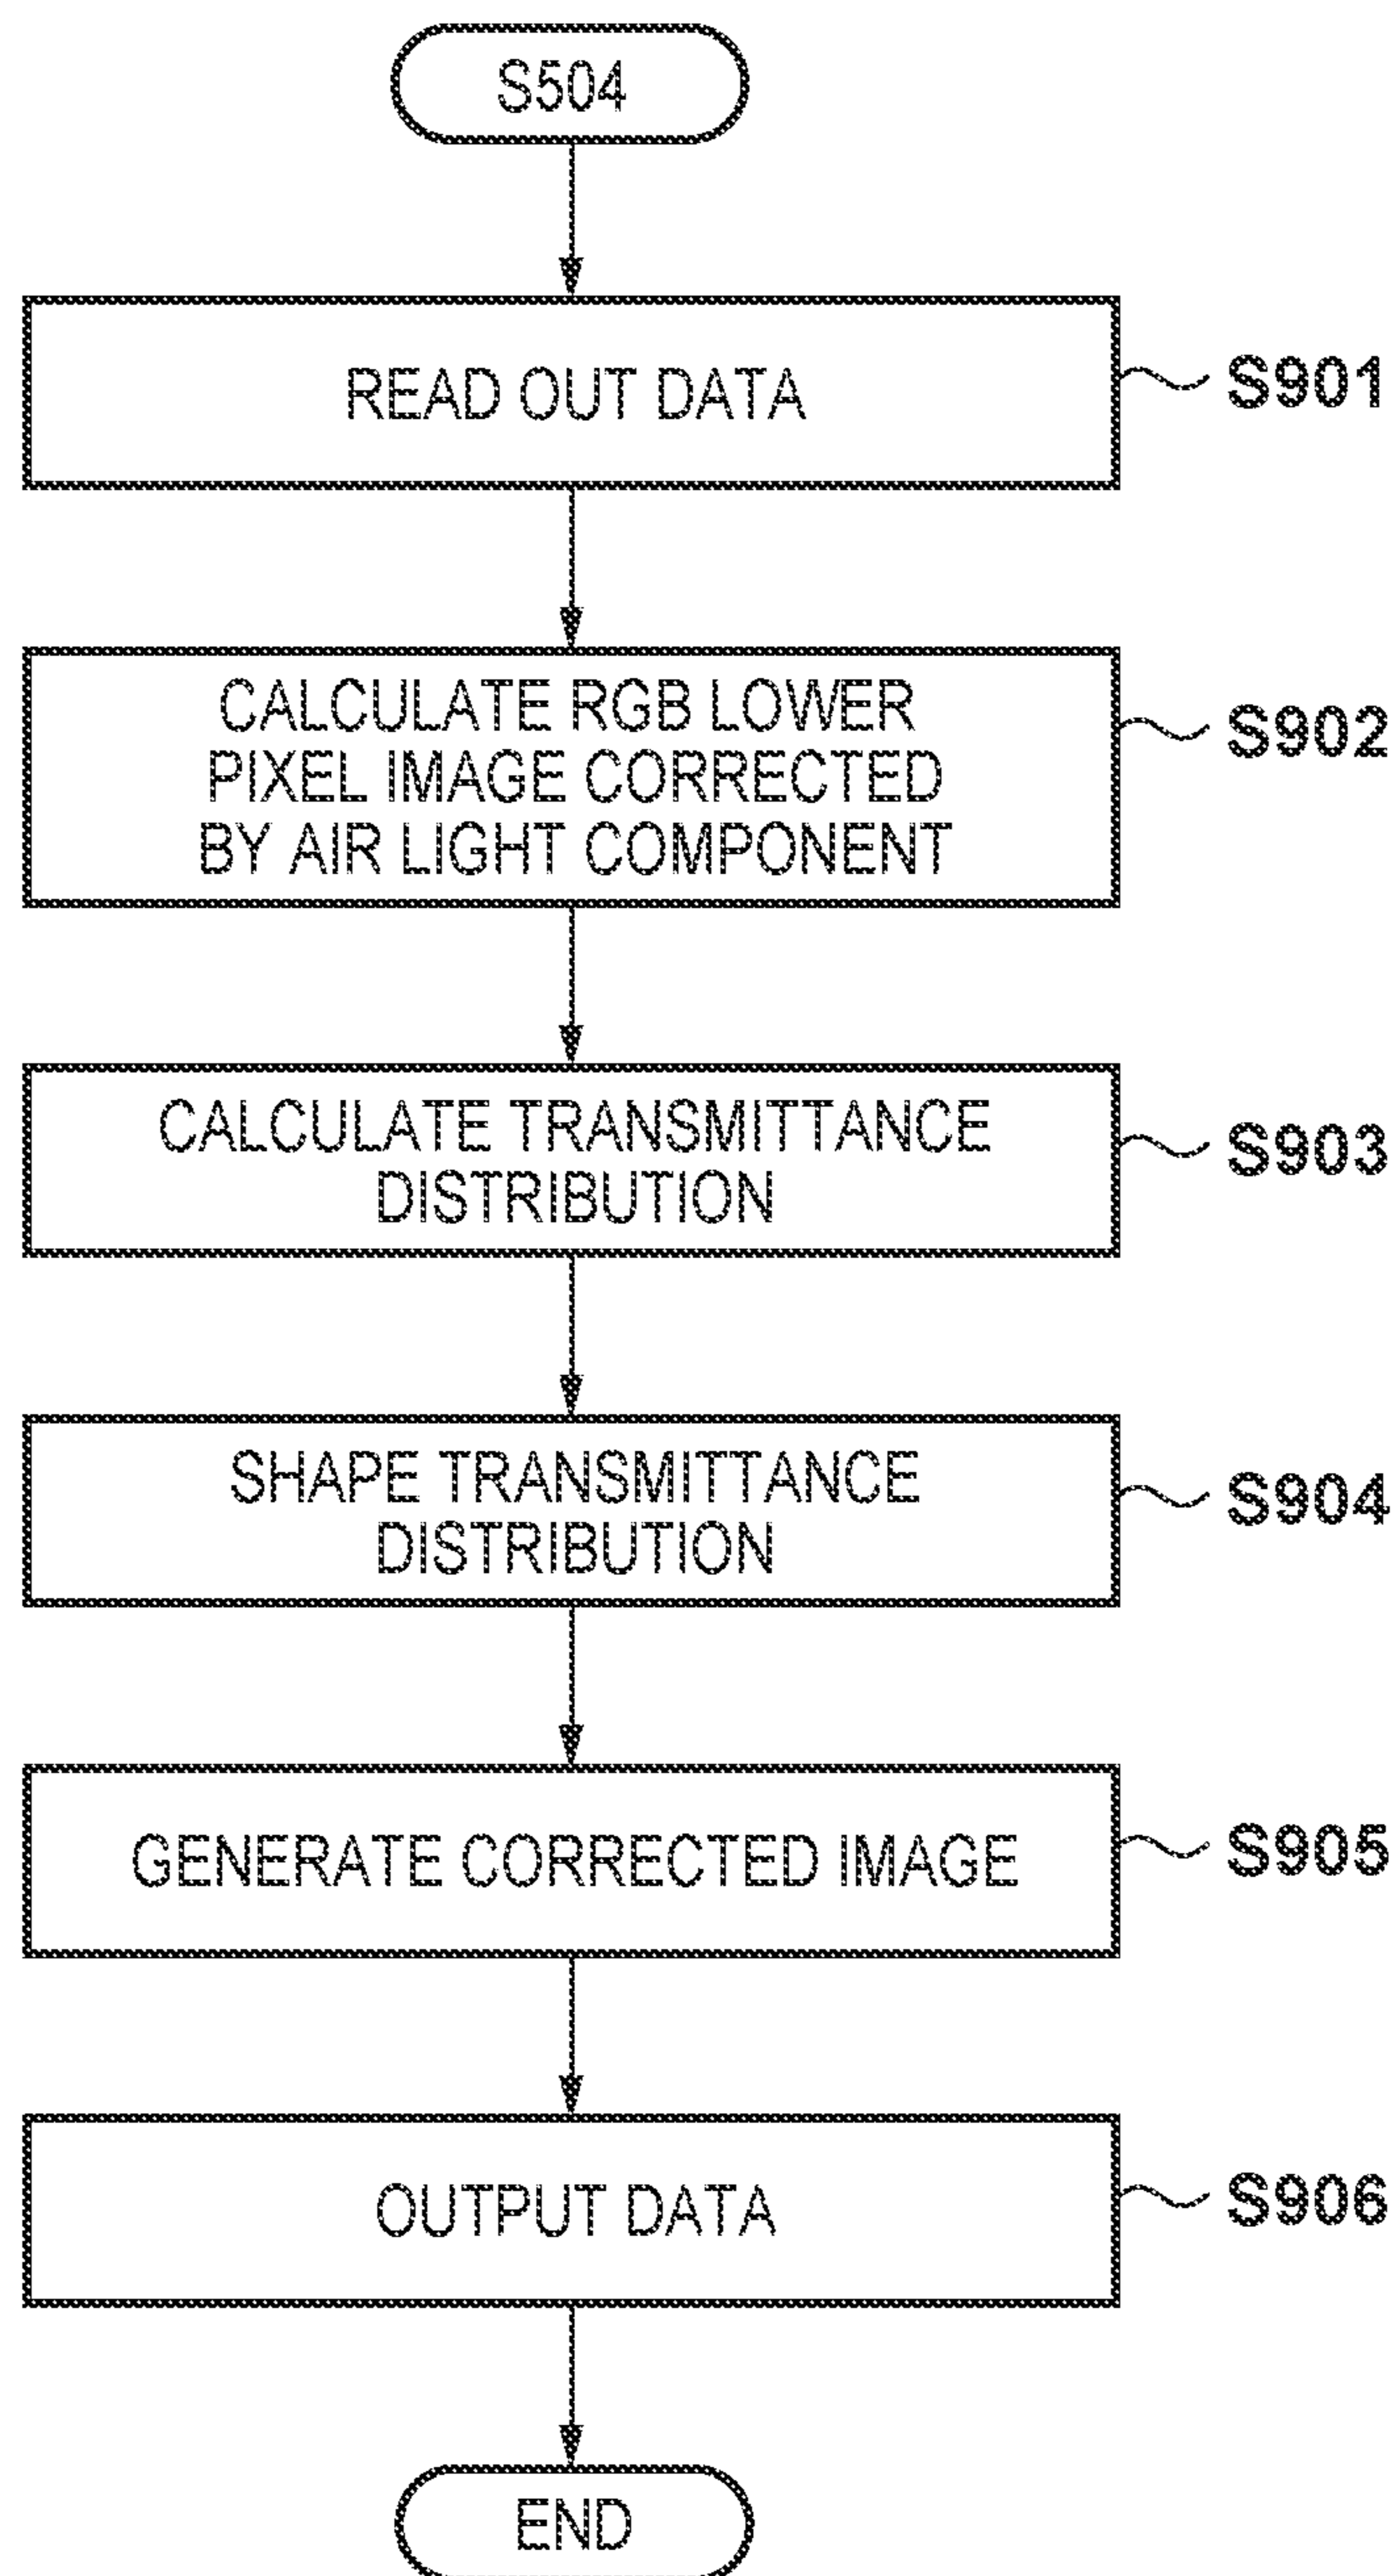 S504
READ OUT DATA
S901
CALCULATE RGB LOWER
PIXEL IMAGE CORRECTED
BY AIR LIGHT COMPONENT
S902
CALCULATE TRANSMITTANCE
DISTRIBUTION
S903
SHAPE TRANSMITTANCE
DISTRIBUTION
S904
GENERATE CORRECTED IMAGE
S905
OUTPUT DATA
S906
END